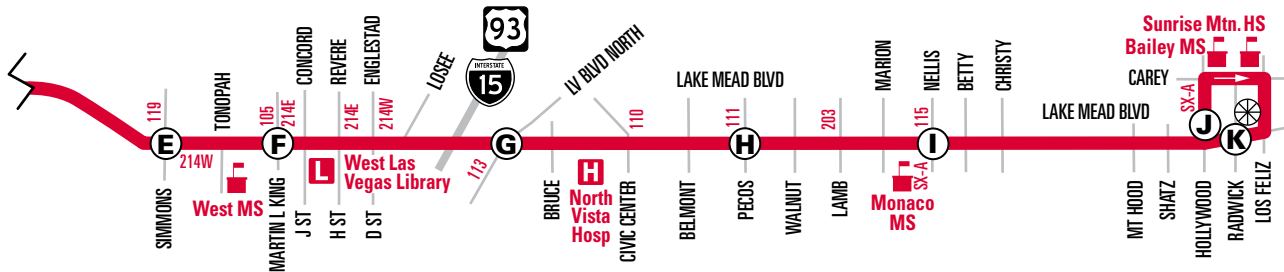 93
INTERSTATE
15
Sunrise Mtn. HS
Bailey MS
CAREY
SX-A
CONCORD
REVERE
ENGLESTAD
LOSEE
LV BLVD NORTH
LAKE MEAD BLVD
MARION
NELLIS
BETTY
CHRISTY
LAKE MEAD BLVD
119
TONOPAH
105
214E
214E
214W
110
111
203
115
E
F
G
H
I
J
K
214W
West MS
L
West Las
Vegas Library
113
H
North
Vista
Hosp
SX-A
Monaco
MS
SIMMONS
MARTIN L KING
J ST
H ST
D ST
BRUCE
CIVIC CENTER
BELMONT
PECOS
WALNUT
LAMB
MT HOOD
SHATZ
HOLLYWOOD
RADWICK
LOS FELIZ